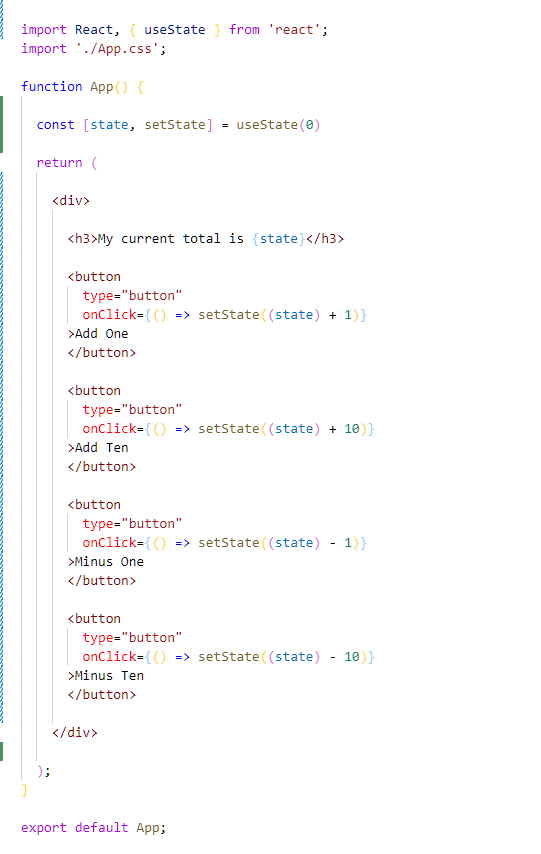 import React, { useState } from 'react';
import './App.css';
function App() {
const [state, setState] = useState(0)
return (
<div>
<h3>My current total is {state}</h3>
<button
type="button"
onClick={() => setState((state) + 1)}
>Add One
</button>
<button
type="button"
onClick={() => setState((state) + 10)}
>Add Ten
</button>
<button
type="button"
onClick={() => setState((state) - 1)}
>Minus One
</button>
<button
type="button"
onClick={() => setState((state) - 10)}
>Minus Ten
</button>
</div>
);
}
export default App;